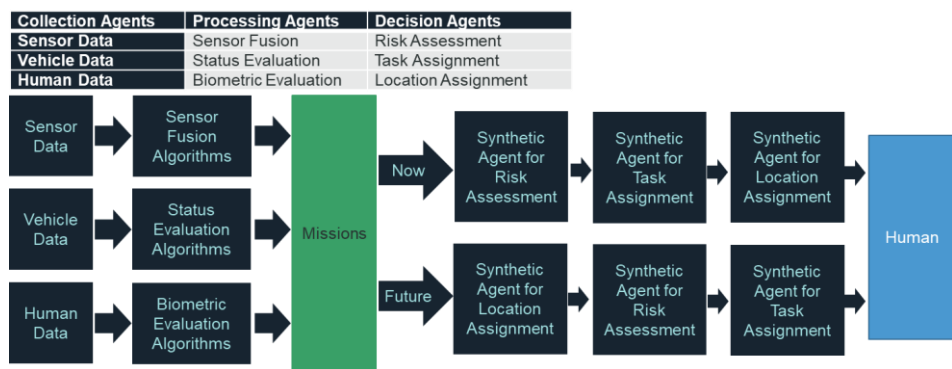 Collection Agents Processing Agents Decision Agents
Sensor Data Sensor Fusion Risk Assessment
Vehicle Data Status Evaluation Task Assignment
Human Data Biometric Evaluation Location Assignment
Sensor
Data
Sensor
Fusion
Algorithms
Vehicle
Data
Status
Evaluation
Algorithms
Human
Data
Biometric
Evaluation
Algorithms
Missions
Now
Synthetic
Agent for
Risk
Assessment
Synthetic
Agent for
Task
Assignment
Synthetic
Agent for
Location
Assignment
Future
Synthetic
Agent for
Location
Assignment
Synthetic
Agent for
Risk
Assessment
Synthetic
Agent for
Task
Assignment
Human